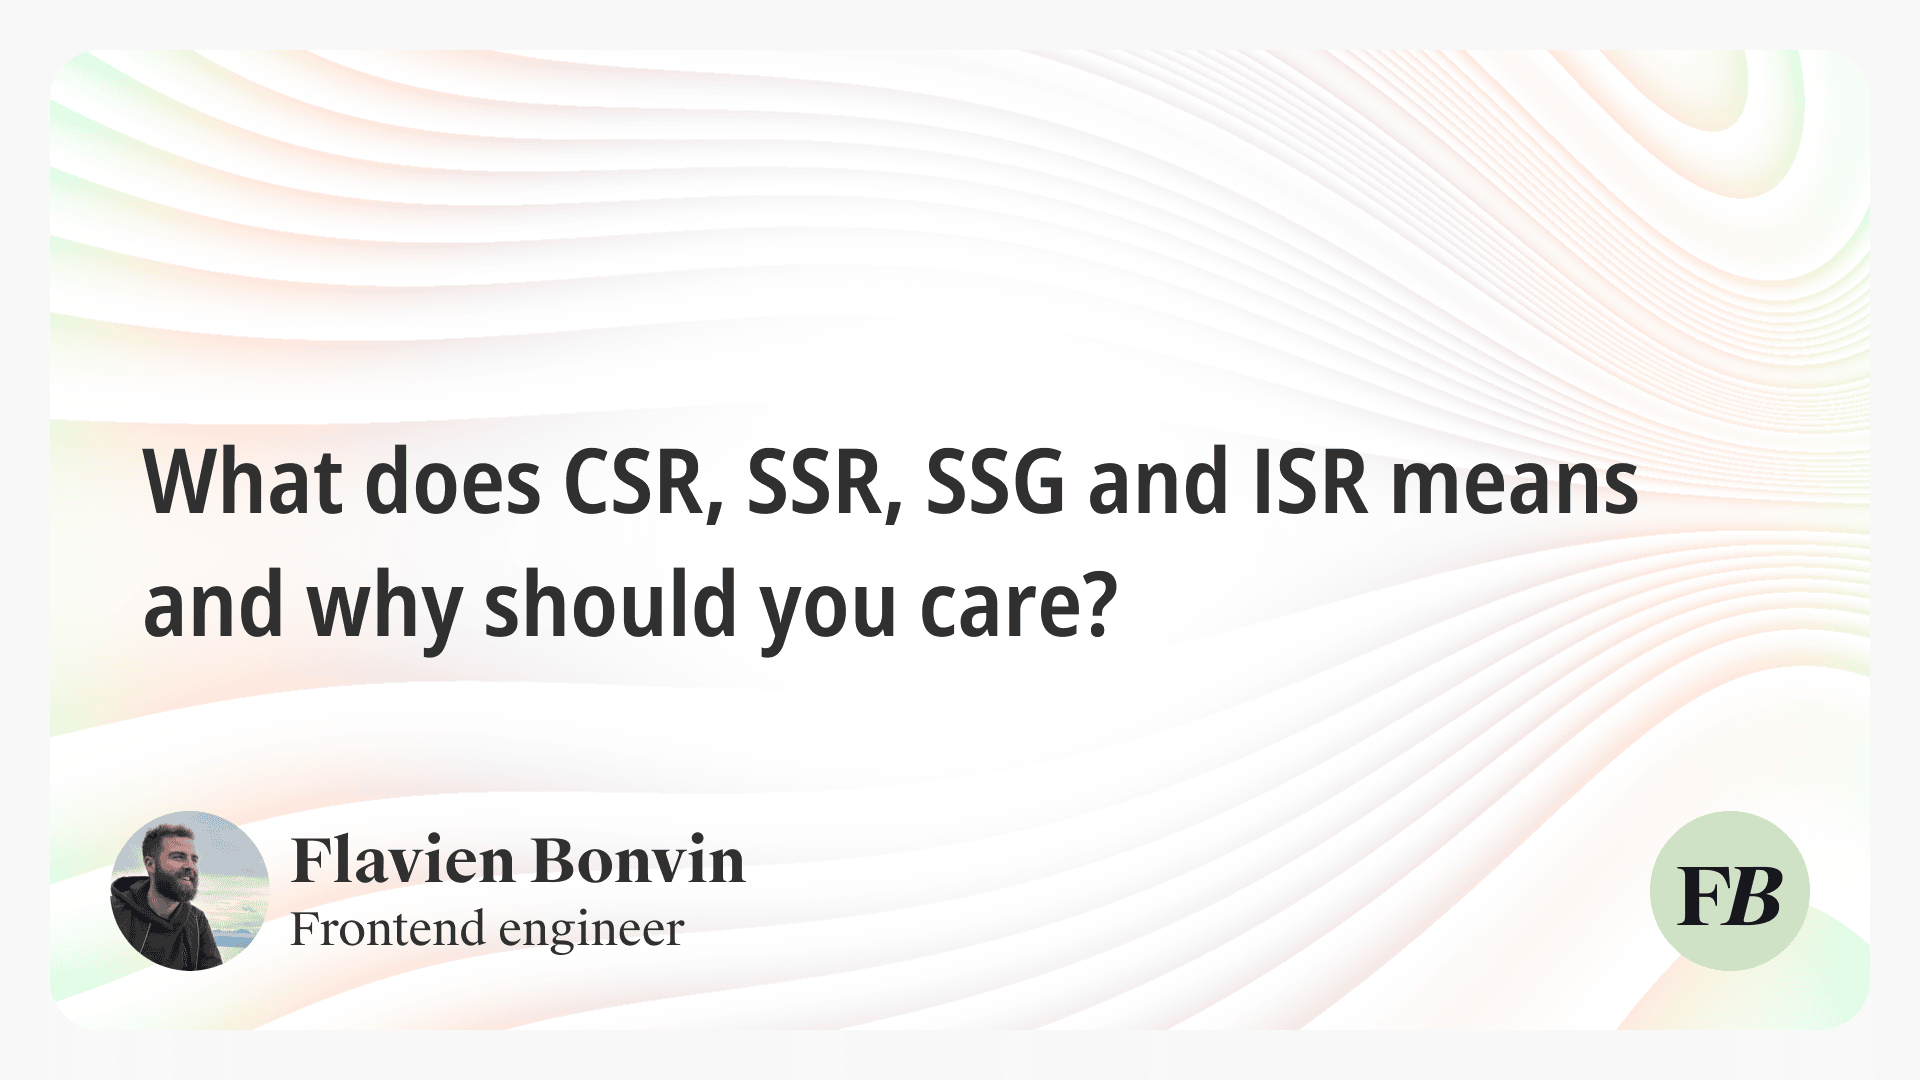 What does CSR, SSR, SSG and ISR means
and why should you care?
Flavien Bonvin
Frontend engineer
FB